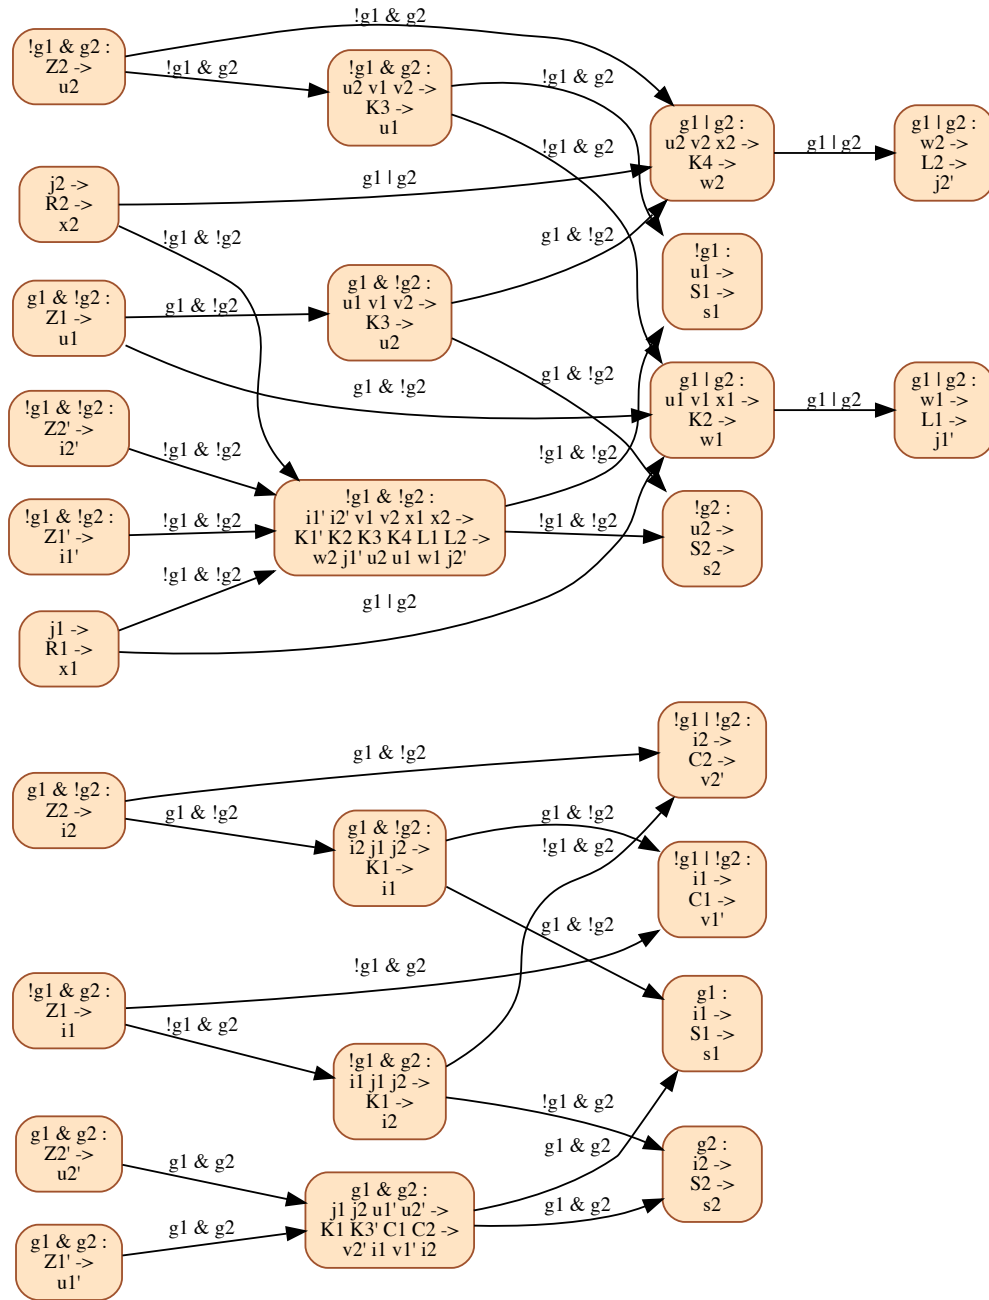 !g1 & g2
!g1 & g2 :
Z2 ->
u2
!g1 & g2
!g1 & g2 :
u2 v1 v2 ->
K3 ->
u1
!g1 & g2
!g1 & g2
g1 | g2 :
u2 v2 x2 ->
K4 ->
w2
g1 | g2
g1 | g2 :
w2 ->
L2 ->
j2'
j2 ->
R2 ->
x2
g1 | g2
!g1 & !g2
g1 & !g2
!g1 :
u1 ->
S1 ->
s1
g1 & !g2 :
Z1 ->
u1
g1 & !g2
g1 & !g2 :
u1 v1 v2 ->
K3 ->
u2
g1 & !g2
g1 & !g2
g1 | g2 :
u1 v1 x1 ->
K2 ->
w1
g1 | g2
g1 | g2 :
w1 ->
L1 ->
j1'
!g1 & !g2 :
Z2' ->
i2'
!g1 & !g2
!g1 & !g2
!g1 & !g2 :
Z1' ->
i1'
!g1 & !g2
!g1 & !g2 :
i1' i2' v1 v2 x1 x2 ->
K1' K2 K3 K4 L1 L2 ->
w2 j1' u2 u1 w1 j2'
!g1 & !g2
!g2 :
u2 ->
S2 ->
s2
!g1 & !g2
g1 | g2
j1 ->
R1 ->
x1
!g1 | !g2 :
i2 ->
C2 ->
v2'
g1 & !g2
g1 & !g2 :
Z2 ->
i2
g1 & !g2
g1 & !g2 :
i2 j1 j2 ->
K1 ->
i1
g1 & !g2
!g1 & g2
!g1 | !g2 :
i1 ->
C1 ->
v1'
g1 & !g2
!g1 & g2
!g1 & g2 :
Z1 ->
i1
!g1 & g2
g1 :
i1 ->
S1 ->
s1
!g1 & g2 :
i1 j1 j2 ->
K1 ->
i2
!g1 & g2
g1 & g2
g2 :
i2 ->
S2 ->
s2
g1 & g2 :
Z2' ->
u2'
g1 & g2
g1 & g2 :
j1 j2 u1' u2' ->
K1 K3' C1 C2 ->
v2' i1 v1' i2
g1 & g2
g1 & g2 :
Z1' ->
u1'
g1 & g2